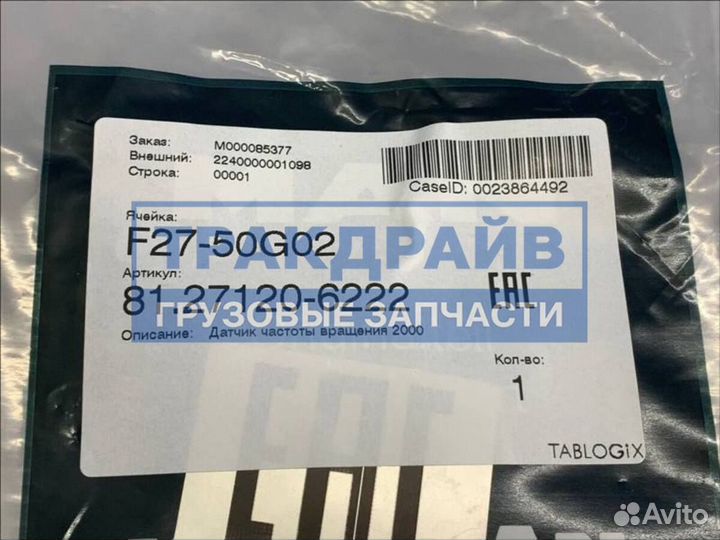 Заказ: М000085377
Внешний: 2240000001098
Строка: 00001
CaseID: 0023864492
Ячейка:
F27-50G02
ТРАКДРАЙВ
Артикул:
81.27120-6222
ЕАС
ГРУЗОВЫЕ ЗАПЧАСТИ
Описание: Датчик частоты вращения 2000
Кол-во:
1
TABLOGiX
Avito